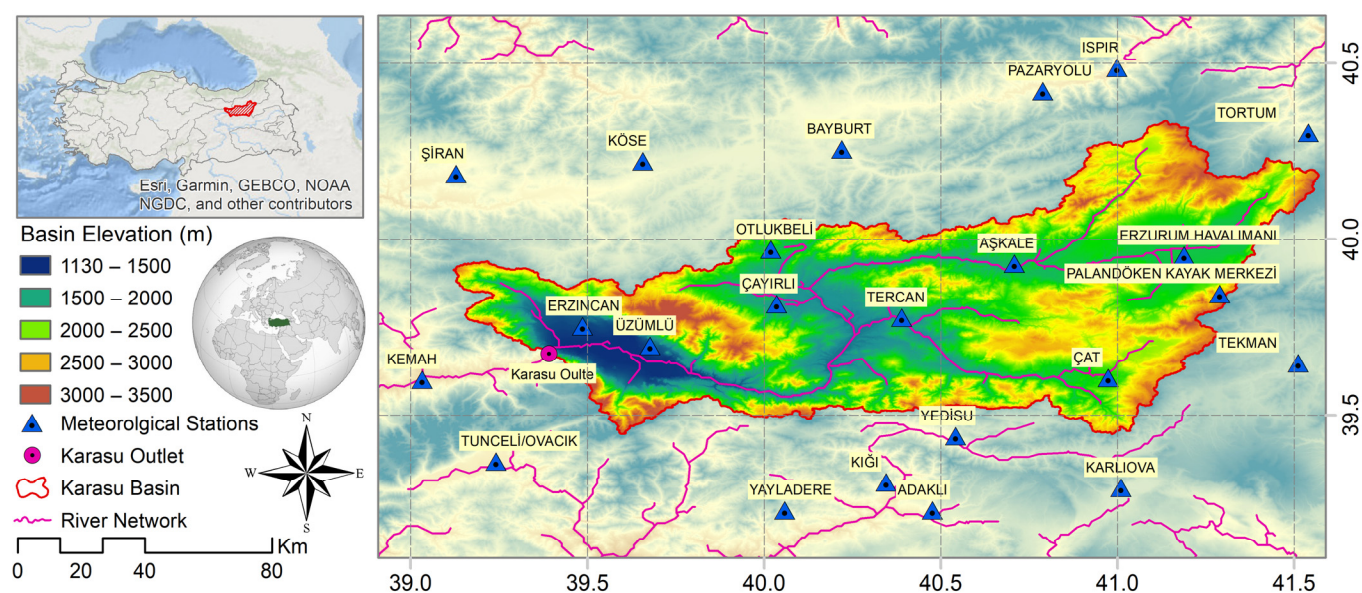 Esri, Garmin, GEBCO, NOAA
NGDC, and other contributors
Basin Elevation (m)
1130 – 1500
1500 – 2000
2000 – 2500
2500 – 3000
3000 – 3500
Meteorolgical Stations
Karasu Outlet
Karasu Basin
River Network
Km
0 20 40 80
N
W E
S
ISPIR
PAZARYOLU
TORTUM
BAYBURT
KÖSE
ŞİRAN
OTLUKBELİ
AŞKALE
ERZURUM HAVALIMANI
PALANDÖKEN KAYAK MERKEZİ
ÇAYIRLI
TERCAN
ERZINCAN
ÜZÜMLÜ
TEKMAN
KEMAH
Karasu Oulte
ÇAT
YEDİSU
TUNCELİ/OVACIK
KIĞI
KARLIOVA
YAYLADERE
ADAKLI
40.5
40.0
39.5
39.0 39.5 40.0 40.5 41.0 41.5